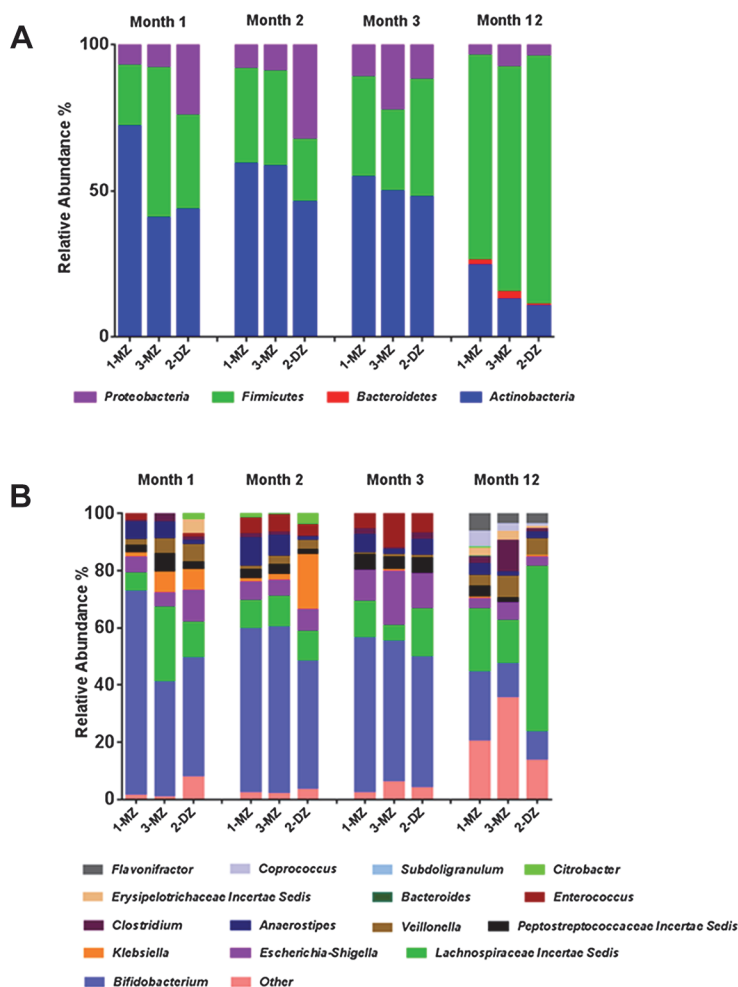 A
Month 1 Month 2 Month 3 Month 12
Relative Abundance %
100
50
0
1-MZ 3-MZ 2-DZ 1-MZ 3-MZ 2-DZ 1-MZ 3-MZ 2-DZ 1-MZ 3-MZ 2-DZ
Proteobacteria Firmicutes Bacteroidetes Actinobacteria
B
Month 1 Month 2 Month 3 Month 12
Relative Abundance %
100
80
60
40
20
0
1-MZ 3-MZ 2-DZ 1-MZ 3-MZ 2-DZ 1-MZ 3-MZ 2-DZ 1-MZ 3-MZ 2-DZ
Flavonifractor Coprococcus Subdoligranulum Citrobacter
Erysipelotrichaceae Incertae Sedis Bacteroides Enterococcus
Clostridium Anaerostipes Veillonella Peptostreptococcaceae Incertae Sedis
Klebsiella Escherichia-Shigella Lachnospiraceae Incertae Sedis
Bifidobacterium Other